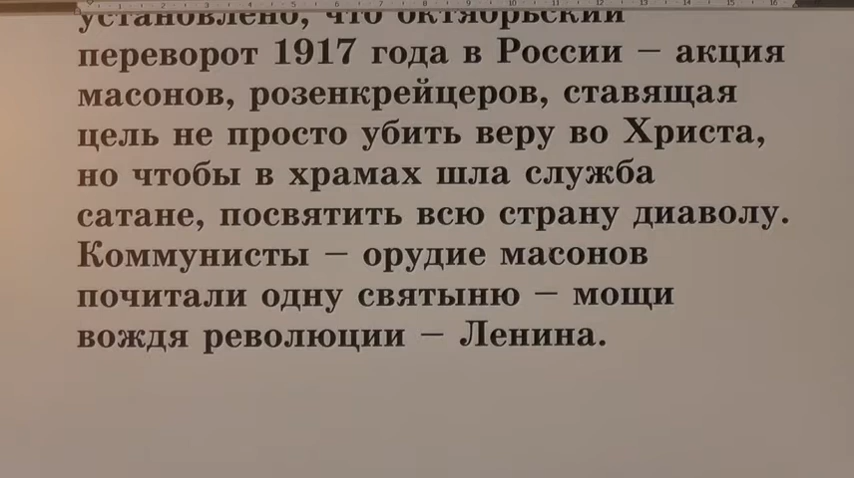 установлено, что октябрьский
переворот 1917 года в России – акция
масонов, розенкрейцеров, ставящая
цель не просто убить веру во Христа,
но чтобы в храмах шла служба
сатане, посвятить всю страну диаволу.
Коммунисты – орудие масонов
почитали одну святыню – мощи
вождя революции – Ленина.